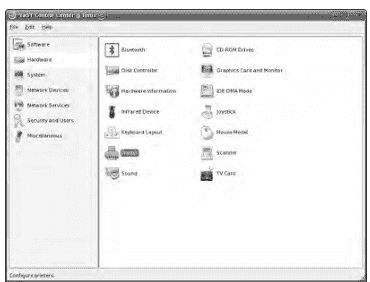 YaST Control Center @
File Edit Help
Software
Hardware
System
Network Devices
Network Services
Security and Users
Miscellaneous
Bluetooth
CD-ROM Drives
Disk Controller
Graphics Card and Monitor
Hardware Information
IDE DMA Mode
Infrared Device
Joystick
Keyboard Layout
Mouse Model
Printer
Scanner
Sound
TV Card
Configure printers